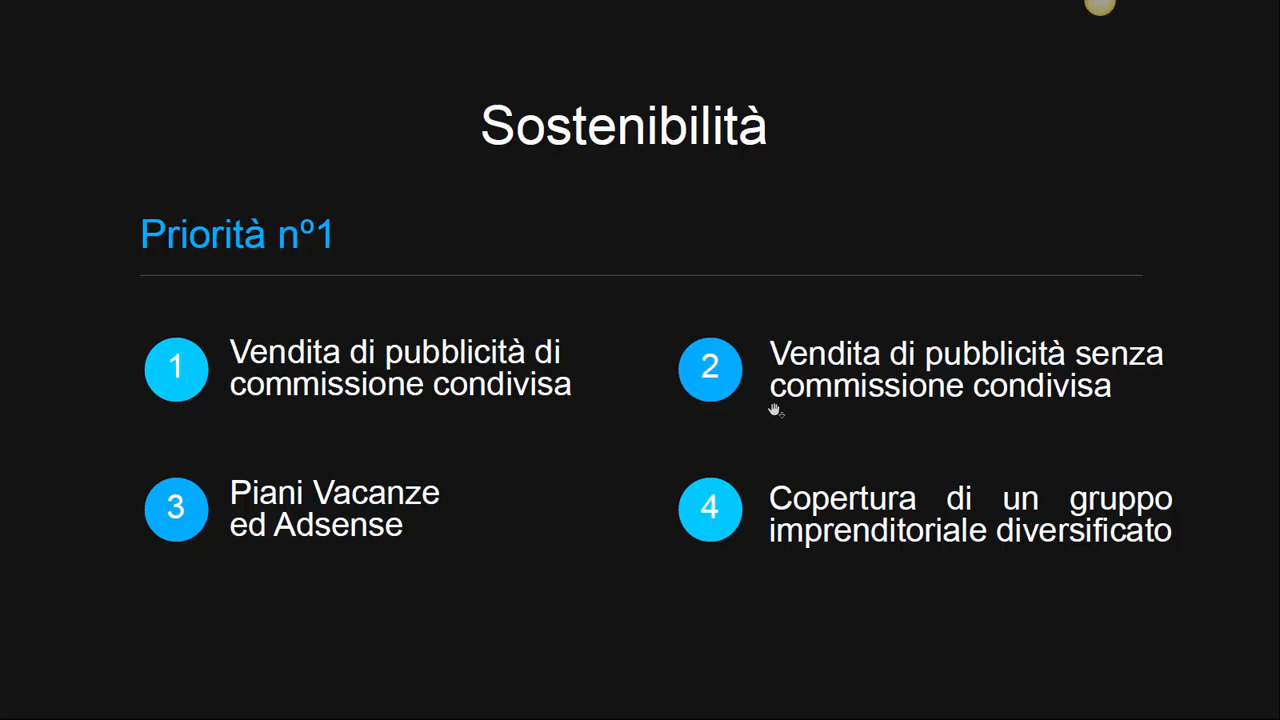 Sostenibilità
Priorità nº1
1
Vendita di pubblicità di
commissione condivisa
2
Vendita di pubblicità senza
commissione condivisa
3
Piani Vacanze
ed Adsense
4
Copertura di un gruppo
imprenditoriale diversificato